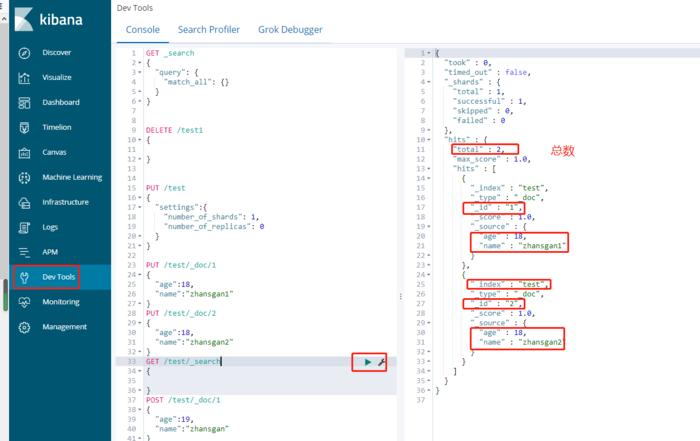 Dev Tools
kibana
Discover
Visualize
Dashboard
Timelion
Canvas
Machine Learning
Infrastructure
Logs
APM
Dev Tools
Monitoring
Management
Console Search Profiler Grok Debugger
1 GET _search
2 {
3 "query": {
4 "match_all": {}
5 }
6 }
7
8
9 DELETE /test1
10 {
11
12 }
13
14
15 PUT /test
16 {
17 "settings":{
18 "number_of_shards": 1,
19 "number_of_replicas": 0
20 }
21 }
22
23 PUT /test/_doc/1
24 {
25 "age":18,
26 "name":"zhansgan1"
27 }
28 PUT /test/_doc/2
29 {
30 "age":18,
31 "name":"zhansgan2"
32 }
33 GET /test/_search
34 {
35
36 }
37 POST /test/_doc/1
38 {
39 "age":19,
40 "name":"zhansgan"
41 }
1 {
2 "took" : 0,
3 "timed_out" : false,
4 "_shards" : {
5 "total" : 1,
6 "successful" : 1,
7 "skipped" : 0,
8 "failed" : 0
9 },
10 "hits" : {
11 "total" : 2, 总数
12 "max_score" : 1.0,
13 "hits" : [
14 {
15 "_index" : "test",
16 "_type" : "_doc",
17 "_id" : "1",
18 "_score" : 1.0,
19 "_source" : {
20 "age" : 18,
21 "name" : "zhansgan1"
22 }
23 },
24 {
25 "_index" : "test",
26 "_type" : "_doc",
27 "_id" : "2",
28 "_score" : 1.0,
29 "_source" : {
30 "age" : 18,
31 "name" : "zhansgan2"
32 }
33 }
34 ]
35 }
36 }
37